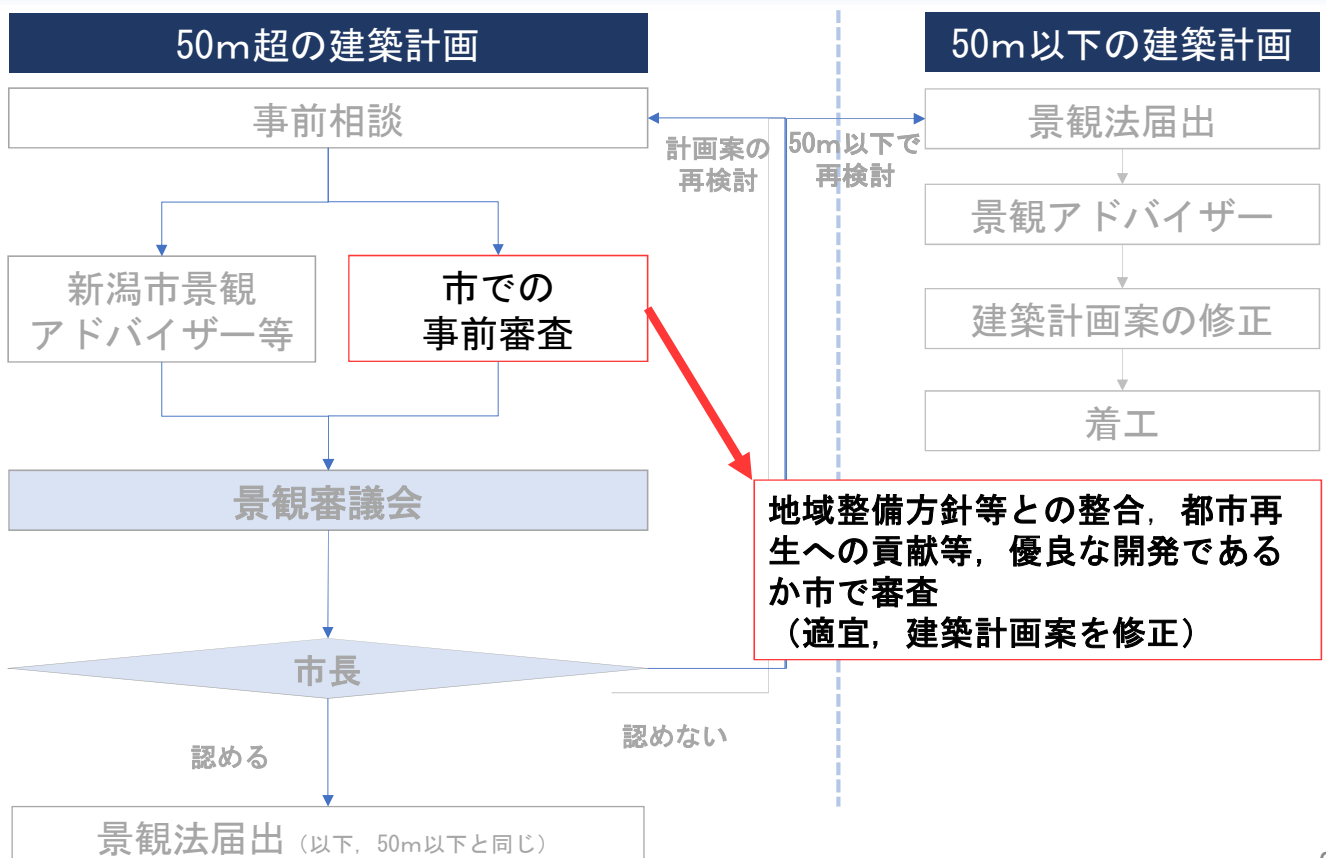 50m超の建築計画
事前相談
新潟市景観
アドバイザー等
市での
事前審査
景観審議会
市長
認める
認めない
景観法届出（以下，50m以下と同じ）
計画案の
再検討
50m以下で
再検討
50m以下の建築計画
景観法届出
景観アドバイザー
建築計画案の修正
着工
地域整備方針等との整合，都市再
生への貢献等，優良な開発である
か市で審査
（適宜，建築計画案を修正）